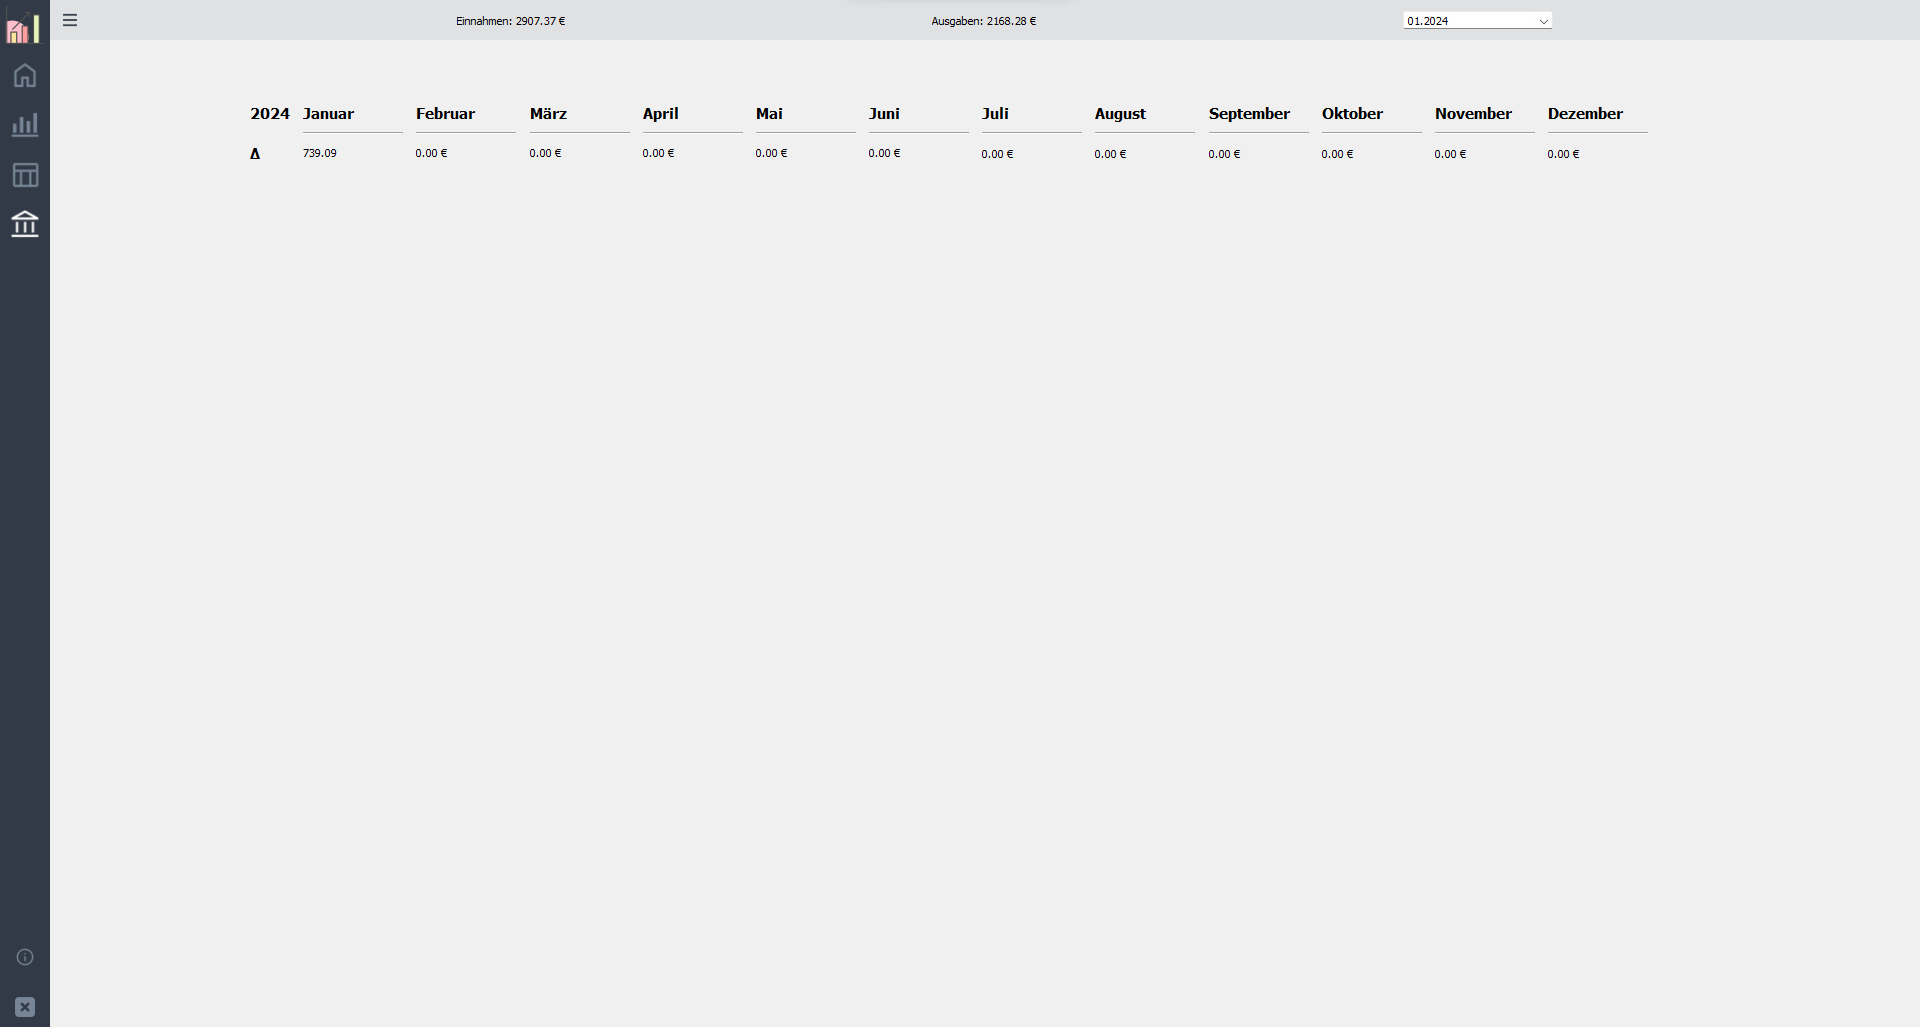 Einnahmen: 2907.37 € Ausgaben: 2168.28 € 01.2024
2024 Januar Februar März April Mai Juni Juli August September Oktober November Dezember
Δ 739.09 0.00 € 0.00 € 0.00 € 0.00 € 0.00 € 0.00 € 0.00 € 0.00 € 0.00 € 0.00 € 0.00 €